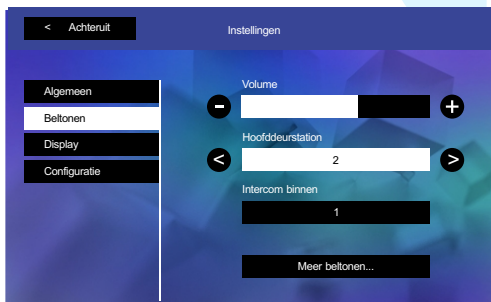 < Achteruit
Instellingen
Algemeen
Beltonen
Display
Configuratie
Volume
- +
Hoofddeurstation
< 2 >
Intercom binnen
1
Meer beltonen...